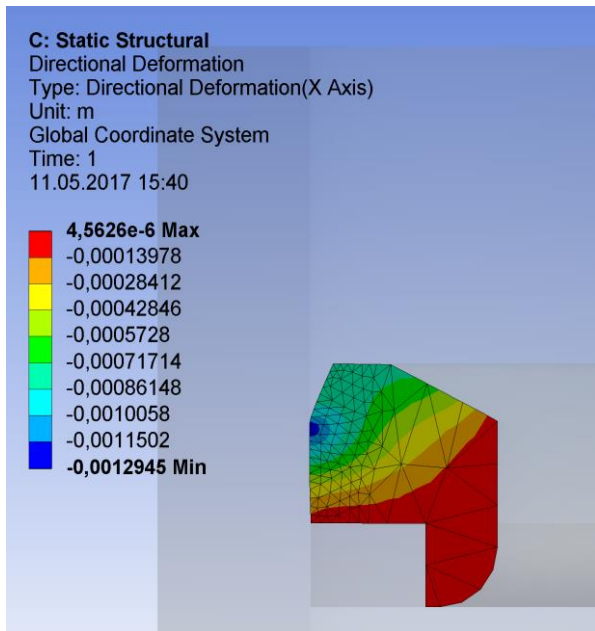 C: Static Structural
Directional Deformation
Type: Directional Deformation(X Axis)
Unit: m
Global Coordinate System
Time: 1
11.05.2017 15:40
4,5626e-6 Max
-0,00013978
-0,00028412
-0,00042846
-0,0005728
-0,00071714
-0,00086148
-0,0010058
-0,0011502
-0,0012945 Min